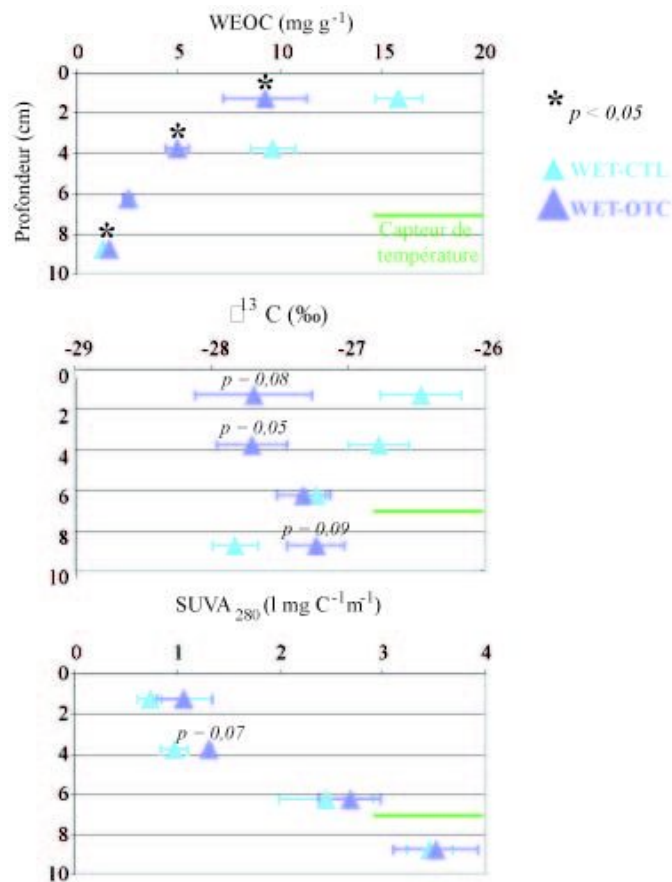 WEOC (mg g⁻¹)
0 5 10 15 20
Profondeur (cm)
0
2
4
6
8
10
*
*
*
Capteur de
température
* p < 0,05
WET-CTL
WET-OTC
□¹³ C (‰)
-29 -28 -27 -26
0
2
4
6
8
10
p = 0,08
p = 0,05
p = 0,09
SUVA ₂₈₀ (l mg C⁻¹m⁻¹)
0 1 2 3 4
0
2
4
6
8
10
p = 0,07